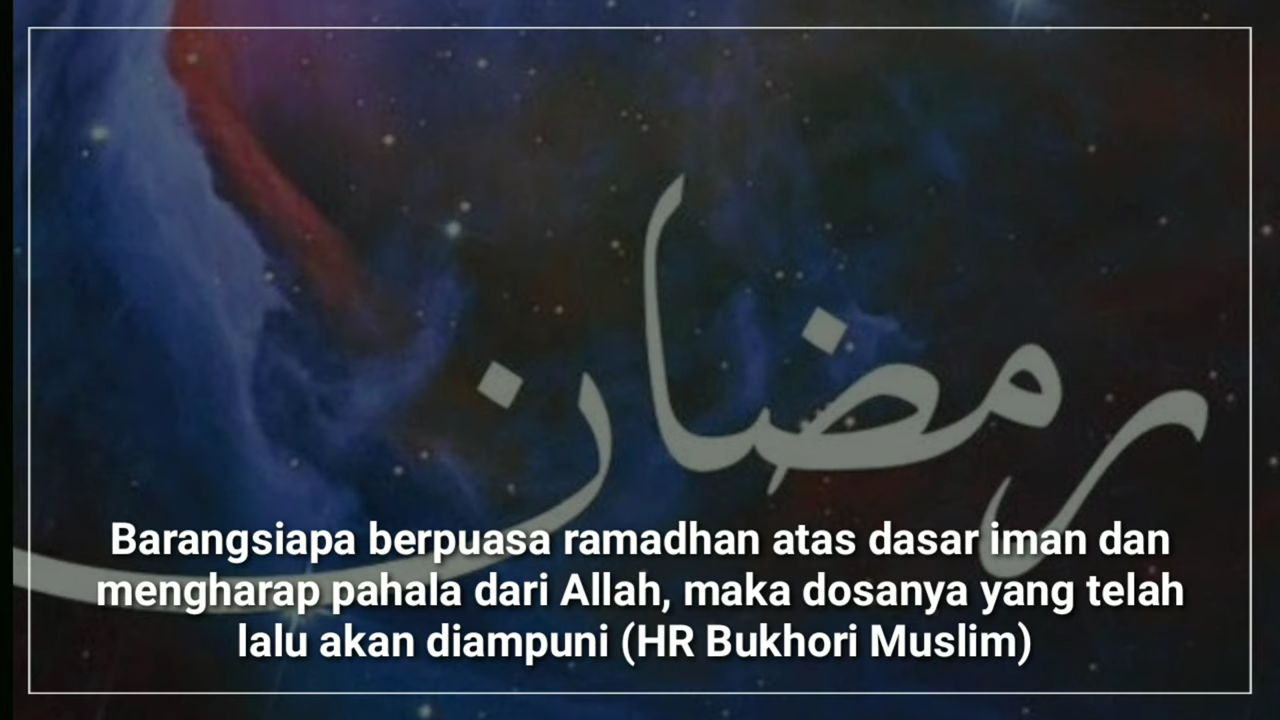 رمضان
Barangsiapa berpuasa ramadhan atas dasar iman dan
mengharap pahala dari Allah, maka dosanya yang telah
lalu akan diampuni (HR Bukhori Muslim)